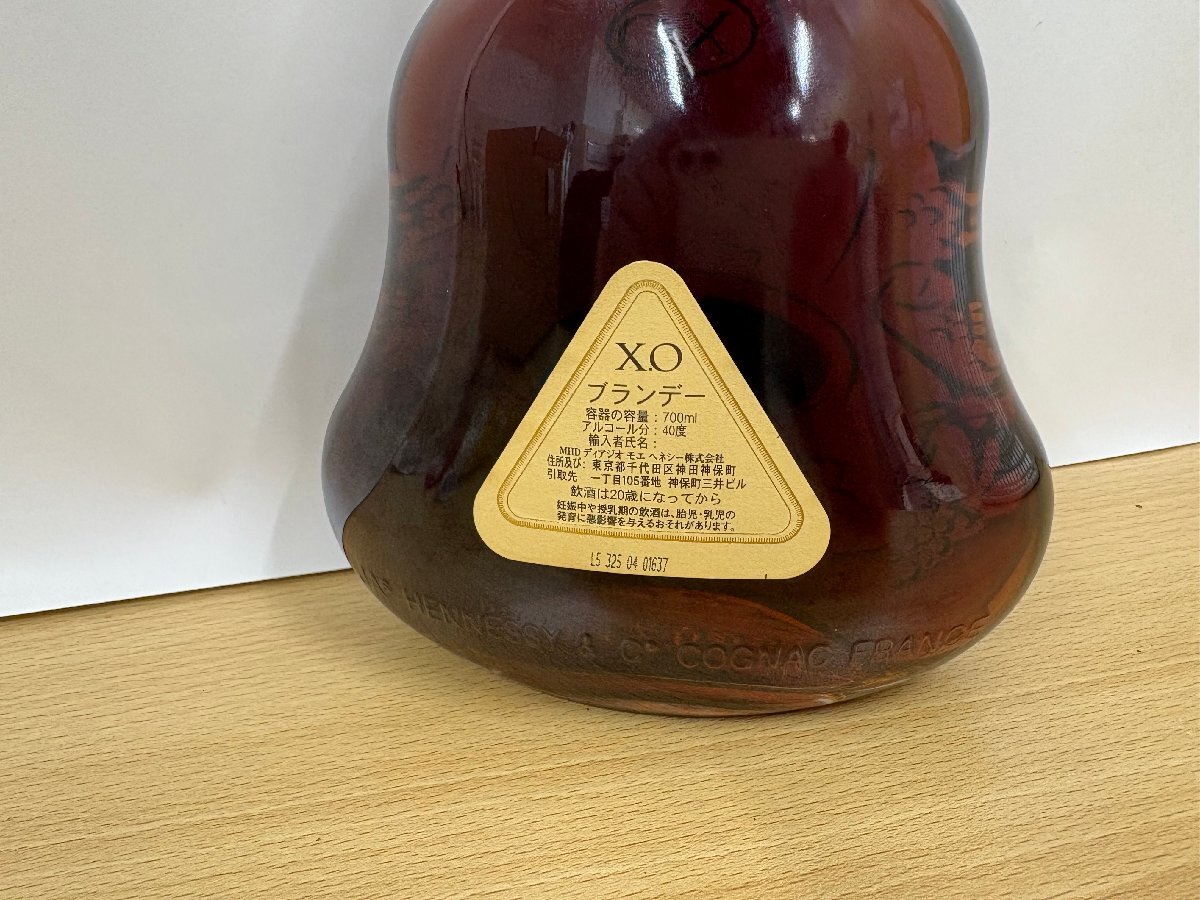 X.O
ブランデー
容器の容量：700ml
アルコール分：40度
輸入者氏名：
MHD ディアジオ モエ ヘネシー株式会社
住所及び：東京都千代田区神田神保町
引取先 一丁目105番地 神保町三井ビル
飲酒は20歳になってから
妊娠中や授乳期の飲酒は、胎児・乳児の
発育に悪影響を与えるおそれがあります。
L5 325 04 01637
HENNESSY & Cº COGNAC FRANCE